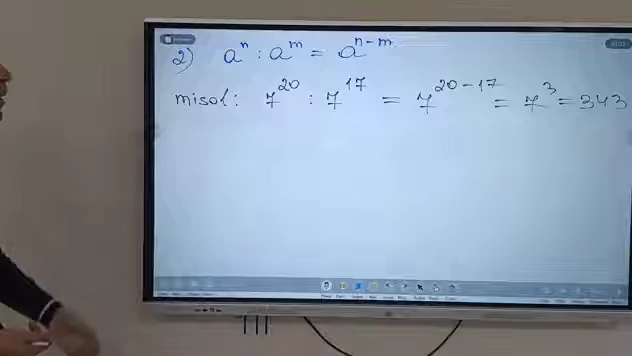 2) aⁿ : aᵐ = aⁿ⁻ᵐ
misol: 7²⁰ : 7¹⁷ = 7²⁰⁻¹⁷ = 7³ = 343